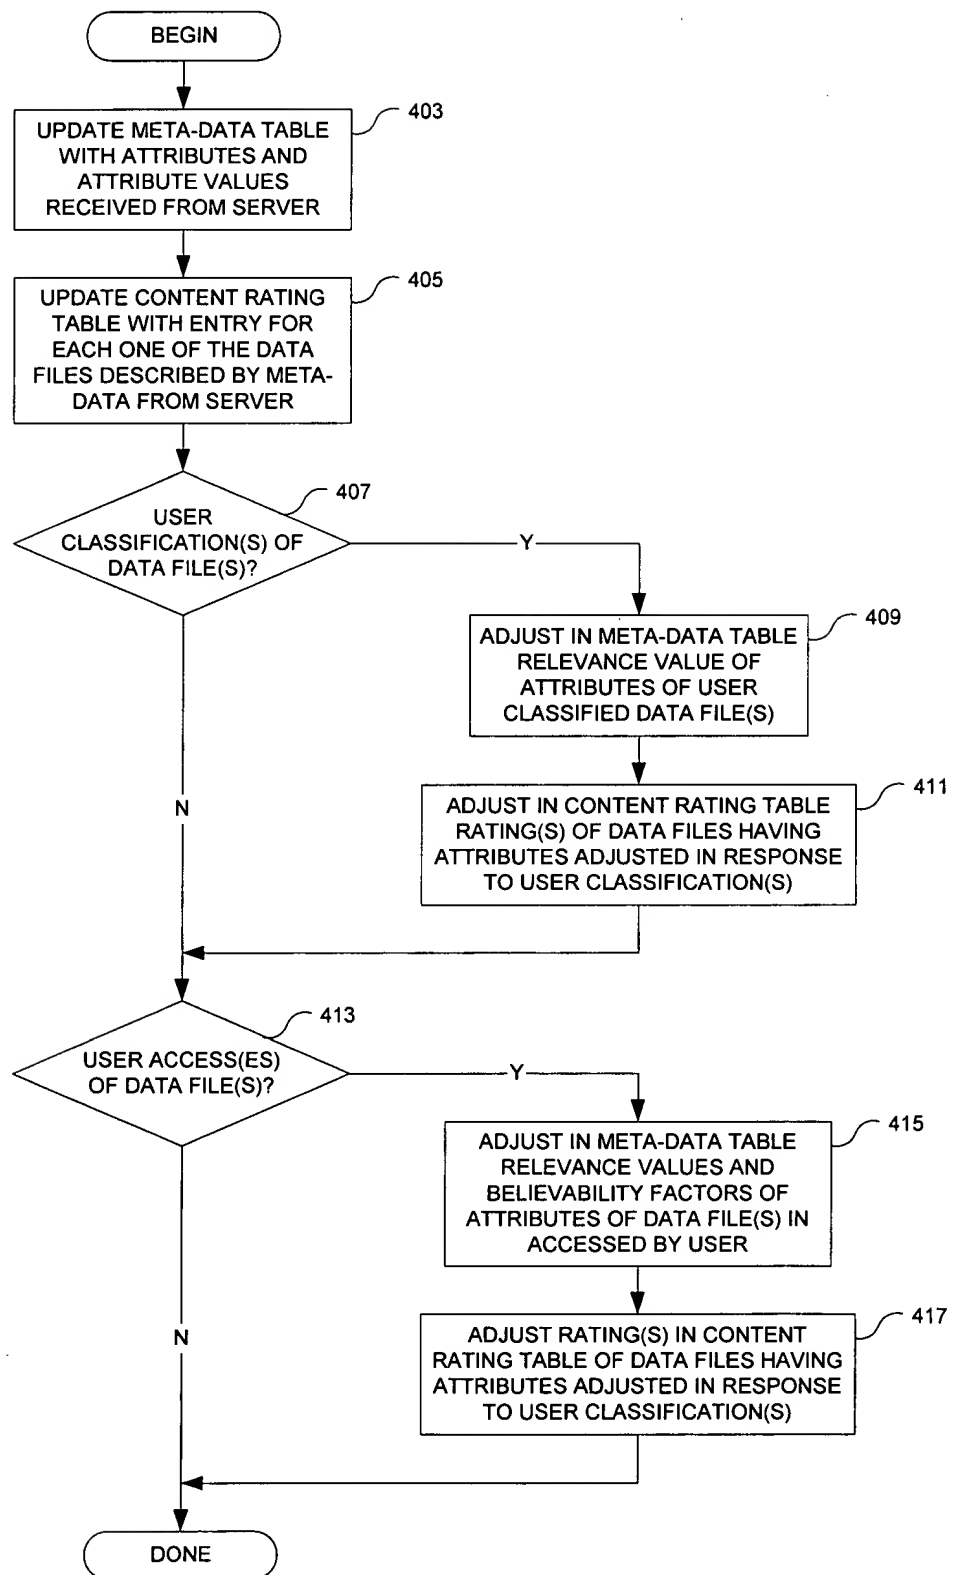 BEGIN
403
UPDATE META-DATA TABLE
WITH ATTRIBUTES AND
ATTRIBUTE VALUES
RECEIVED FROM SERVER
405
UPDATE CONTENT RATING
TABLE WITH ENTRY FOR
EACH ONE OF THE DATA
FILES DESCRIBED BY META-
DATA FROM SERVER
407
USER
CLASSIFICATION(S) OF
DATA FILE(S)?
Y
409
ADJUST IN META-DATA TABLE
RELEVANCE VALUE OF
ATTRIBUTES OF USER
CLASSIFIED DATA FILE(S)
411
ADJUST IN CONTENT RATING TABLE
RATING(S) OF DATA FILES HAVING
ATTRIBUTES ADJUSTED IN RESPONSE
TO USER CLASSIFICATION(S)
N
413
USER ACCESS(ES)
OF DATA FILE(S)?
Y
415
ADJUST IN META-DATA TABLE
RELEVANCE VALUES AND
BELIEVABILITY FACTORS OF
ATTRIBUTES OF DATA FILE(S) IN
ACCESSED BY USER
417
ADJUST RATING(S) IN CONTENT
RATING TABLE OF DATA FILES HAVING
ATTRIBUTES ADJUSTED IN RESPONSE
TO USER CLASSIFICATION(S)
N
DONE